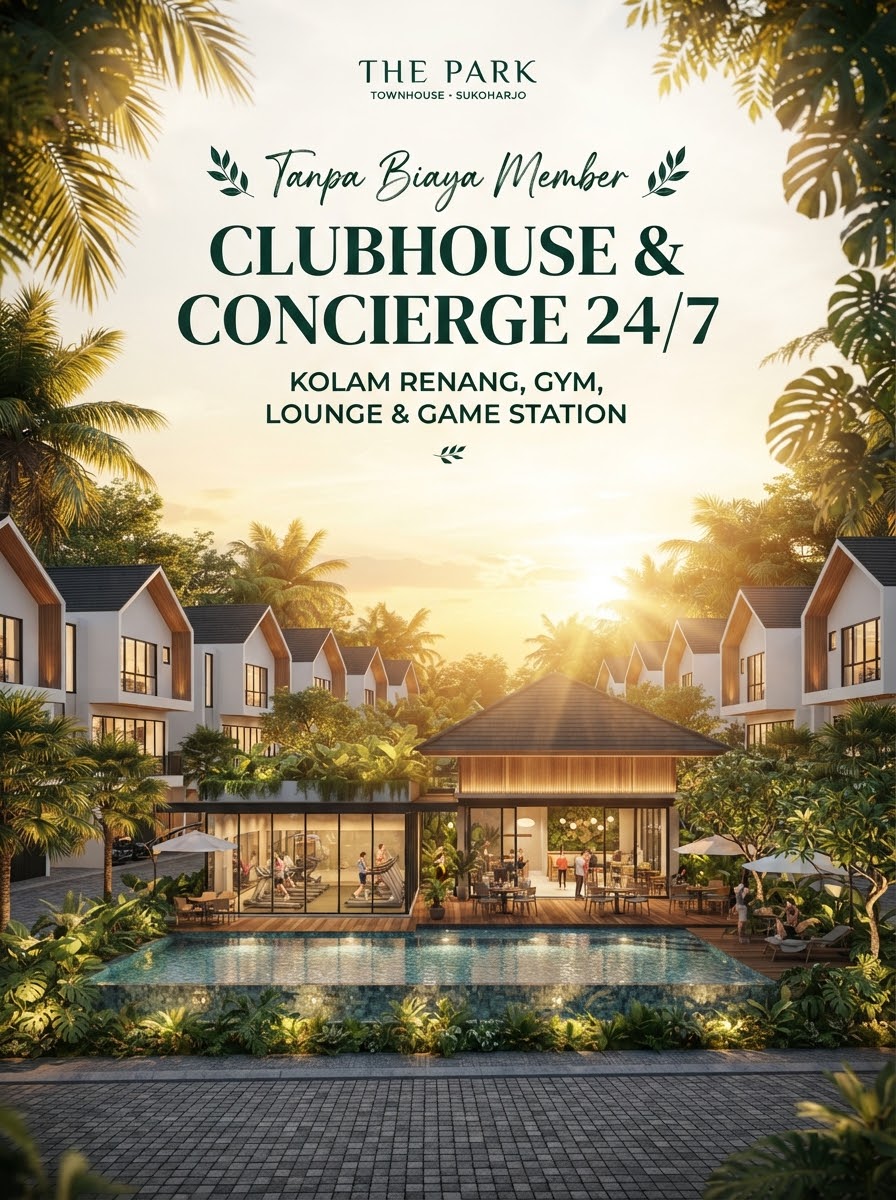 THE PARK
TOWNHOUSE • SUKOHARJO
Tanpa Biaya Member
CLUBHOUSE &
CONCIERGE 24/7
KOLAM RENANG, GYM,
LOUNGE & GAME STATION